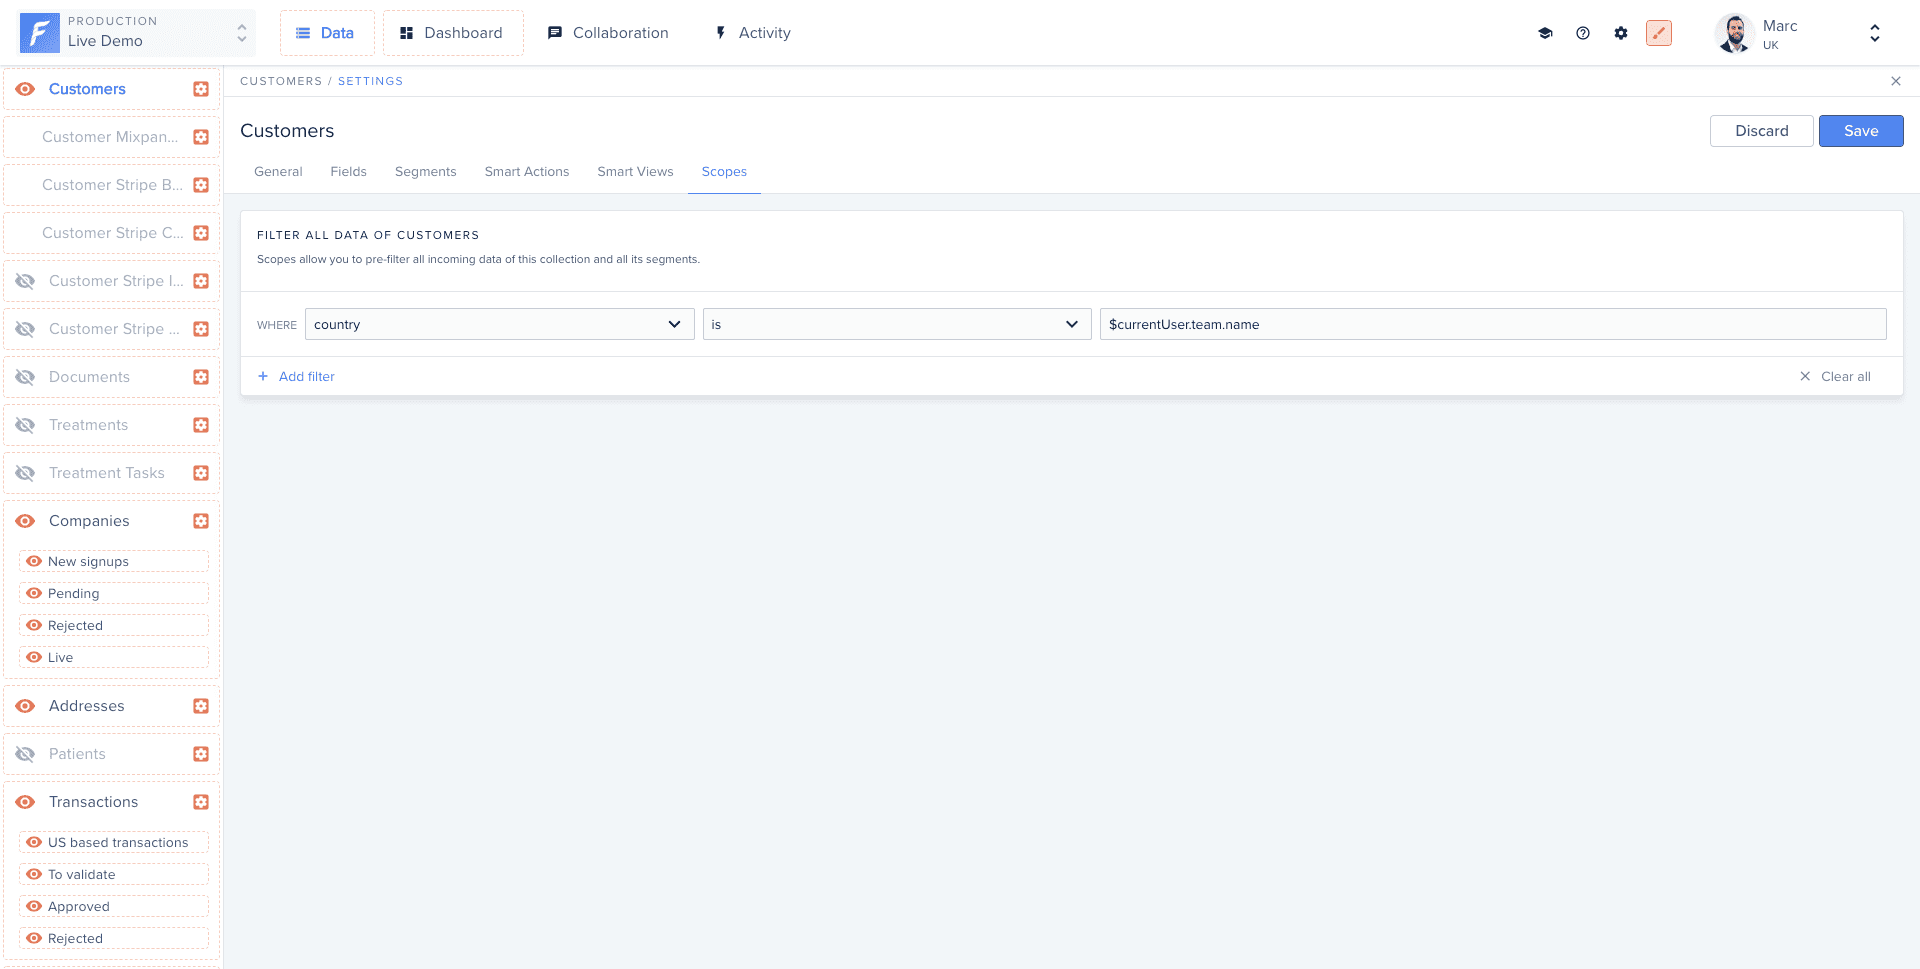 PRODUCTION
Live Demo
Data
Dashboard
Collaboration
Activity
Marc
UK
Customers
Customer Mixpan...
Customer Stripe B...
Customer Stripe C...
Customer Stripe I...
Customer Stripe ...
Documents
Treatments
Treatment Tasks
Companies
New signups
Pending
Rejected
Live
Addresses
Patients
Transactions
US based transactions
To validate
Approved
Rejected
CUSTOMERS / SETTINGS
Customers
Discard
Save
General
Fields
Segments
Smart Actions
Smart Views
Scopes
FILTER ALL DATA OF CUSTOMERS
Scopes allow you to pre-filter all incoming data of this collection and all its segments.
WHERE country is $currentUser.team.name
+ Add filter
Clear all